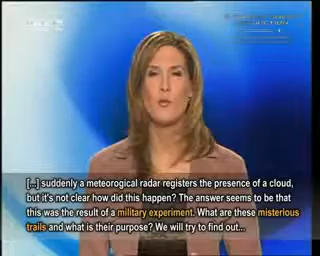 [...] suddenly a meteorogical radar registers the presence of a cloud,
but it's not clear how did this happen? The answer seems to be that
this was the result of a military experiment. What are these misterious
trails and what is their purpose? We will try to find out...